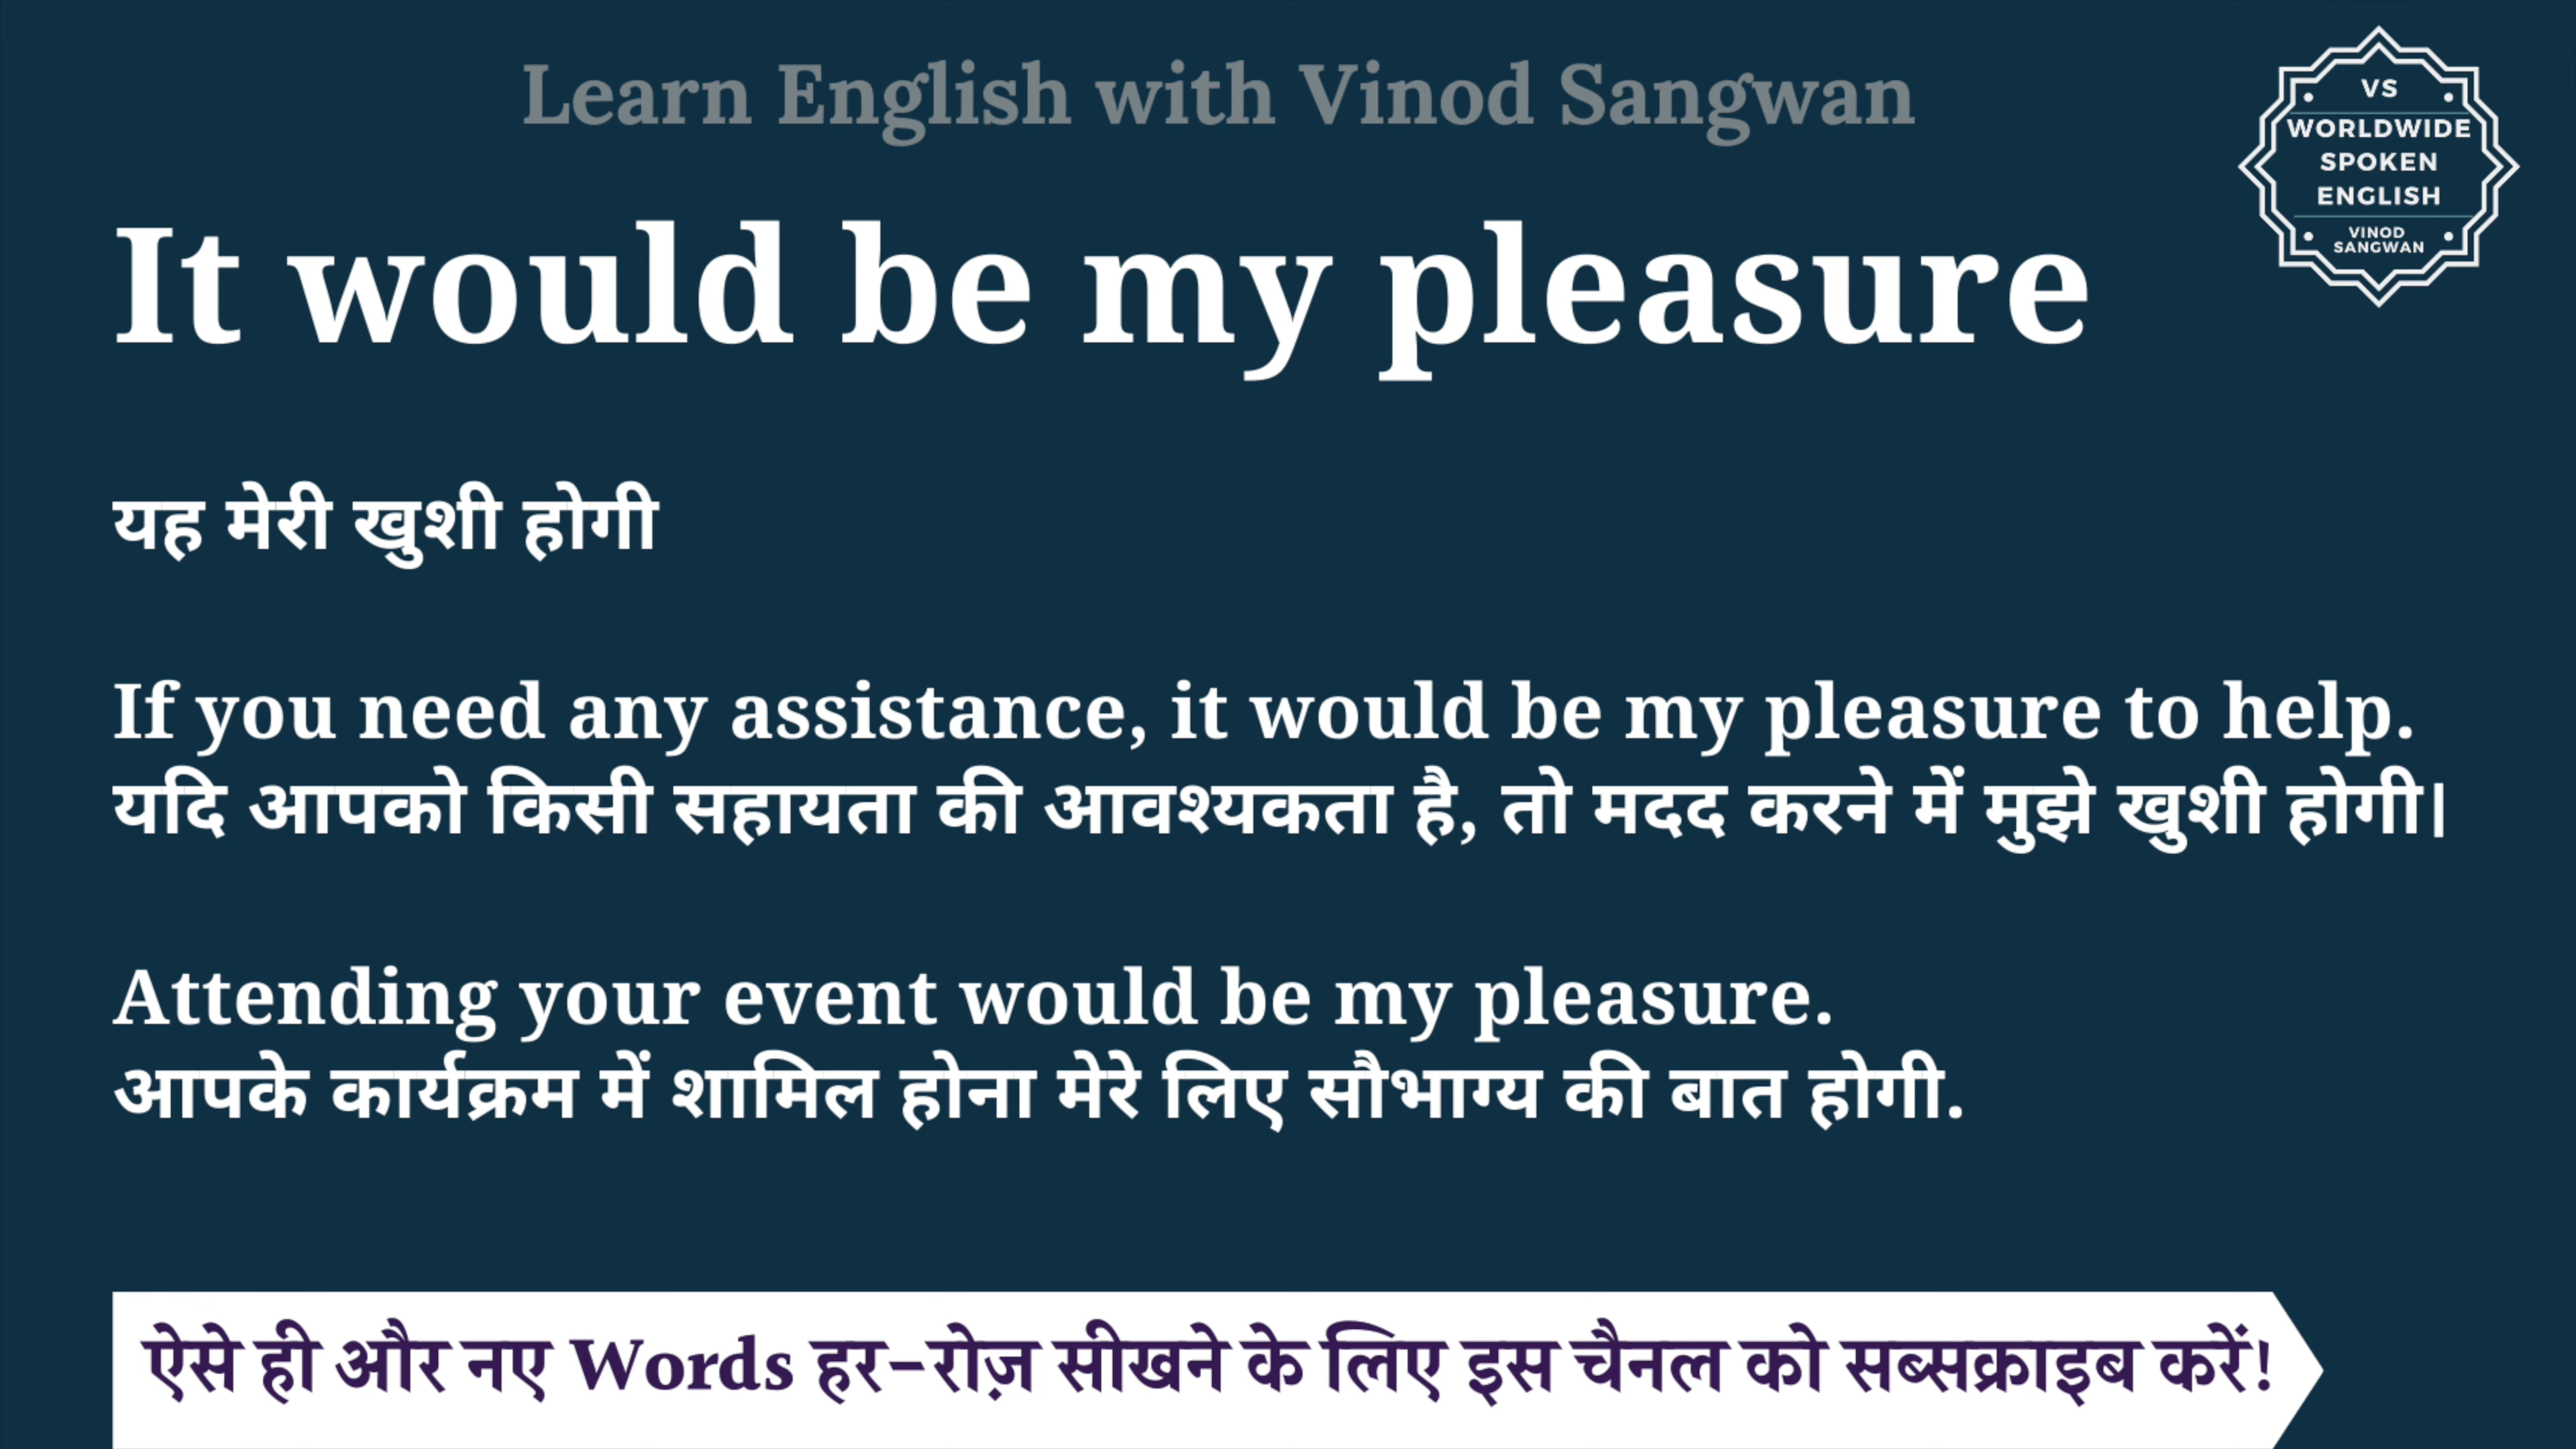 Learn English with Vinod Sangwan
VS
WORLDWIDE
SPOKEN
ENGLISH
VINOD
SANGWAN
It would be my pleasure
यह मेरी खुशी होगी
If you need any assistance, it would be my pleasure to help.
यदि आपको किसी सहायता की आवश्यकता है, तो मदद करने में मुझे खुशी होगी।
Attending your event would be my pleasure.
आपके कार्यक्रम में शामिल होना मेरे लिए सौभाग्य की बात होगी.
ऐसे ही और नए Words हर-रोज़ सीखने के लिए इस चैनल को सब्सक्राइब करें!